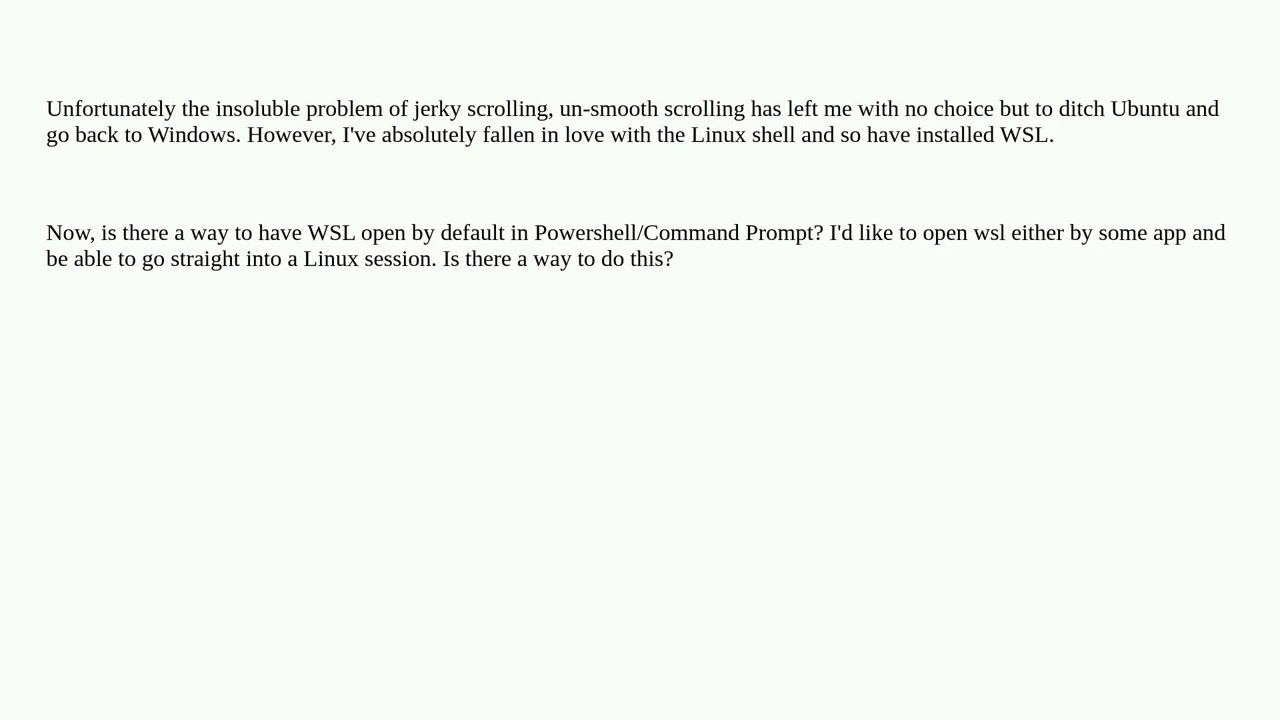 Unfortunately the insoluble problem of jerky scrolling, un-smooth scrolling has left me with no choice but to ditch Ubuntu and
go back to Windows. However, I've absolutely fallen in love with the Linux shell and so have installed WSL.
Now, is there a way to have WSL open by default in Powershell/Command Prompt? I'd like to open wsl either by some app and
be able to go straight into a Linux session. Is there a way to do this?